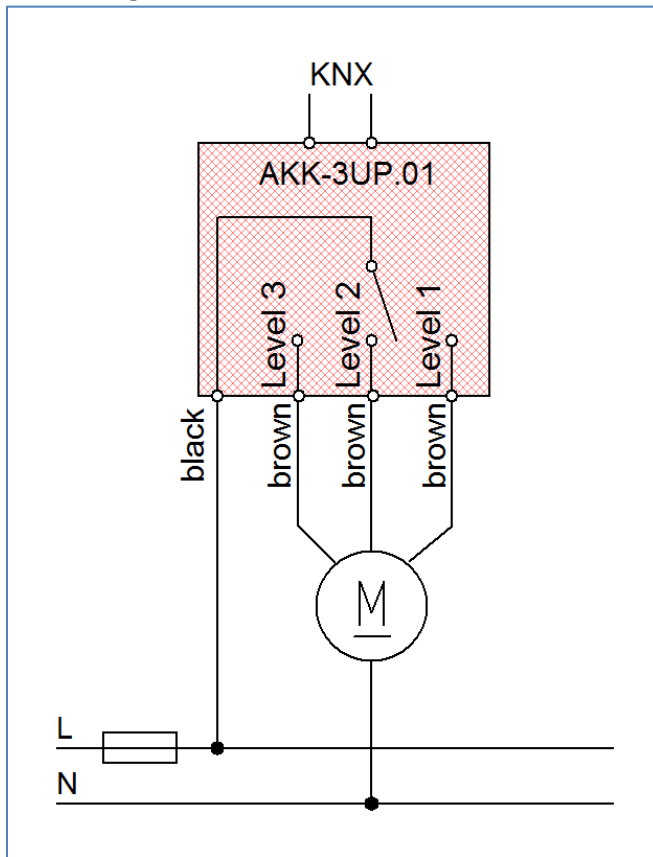 KNX
AKK-3UP.01
Level 3
Level 2
Level 1
black
brown
brown
brown
M
L
N